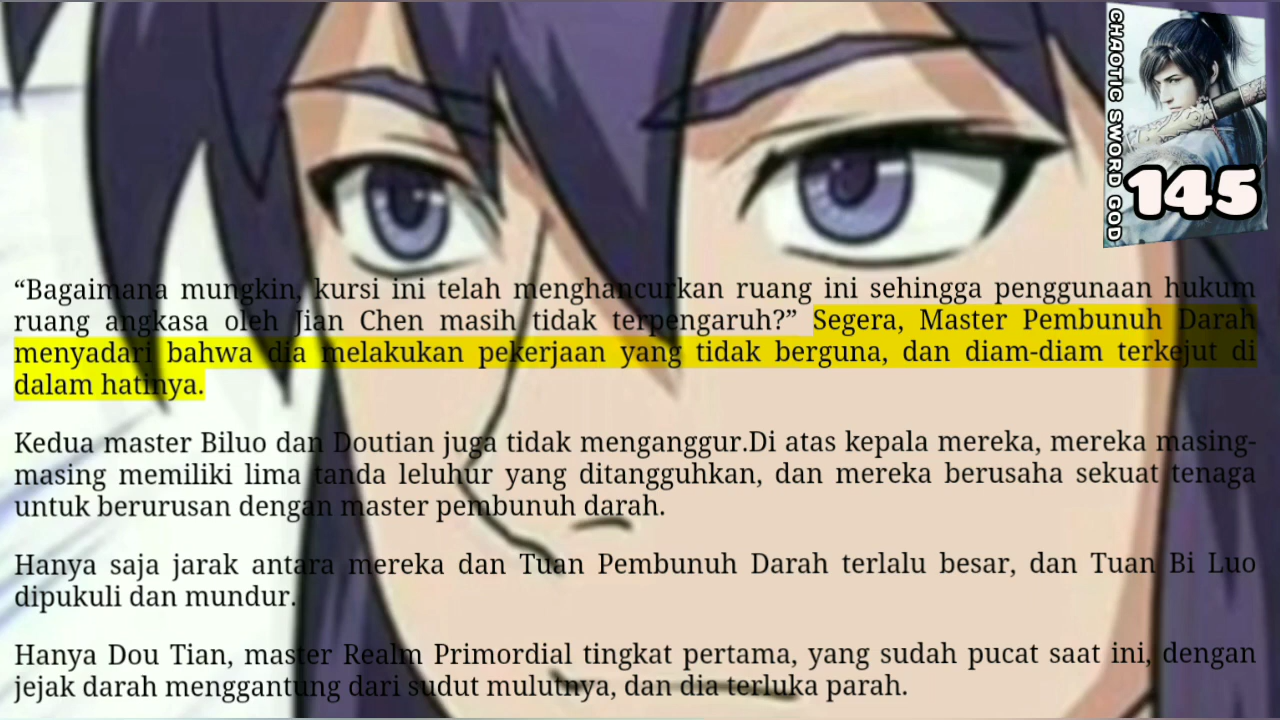 CHAOTIC SWORD GOD
145
“Bagaimana mungkin, kursi ini telah menghancurkan ruang ini sehingga penggunaan hukum
ruang angkasa oleh Jian Chen masih tidak terpengaruh?” Segera, Master Pembunuh Darah
menyadari bahwa dia melakukan pekerjaan yang tidak berguna, dan diam-diam terkejut di
dalam hatinya.
Kedua master Biluo dan Doutian juga tidak menganggur.Di atas kepala mereka, mereka masing-
masing memiliki lima tanda leluhur yang ditangguhkan, dan mereka berusaha sekuat tenaga
untuk berurusan dengan master pembunuh darah.
Hanya saja jarak antara mereka dan Tuan Pembunuh Darah terlalu besar, dan Tuan Bi Luo
dipukuli dan mundur.
Hanya Dou Tian, master Realm Primordial tingkat pertama, yang sudah pucat saat ini, dengan
jejak darah menggantung dari sudut mulutnya, dan dia terluka parah.